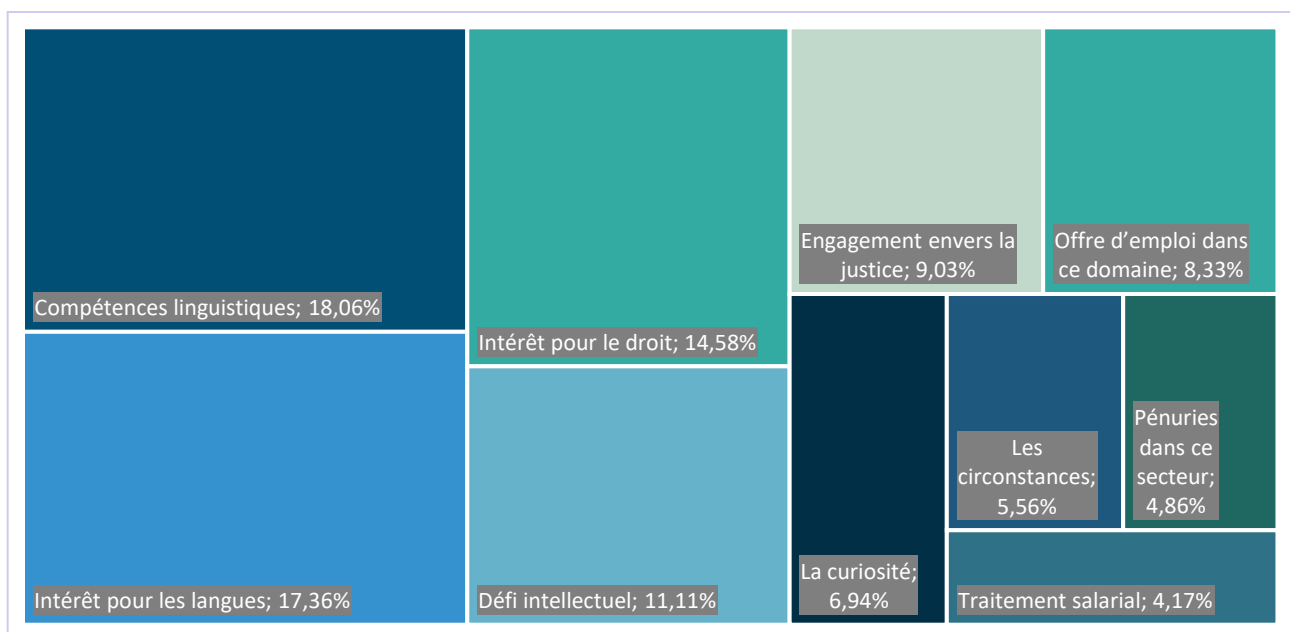 Compétences linguistiques; 18,06%
Intérêt pour les langues; 17,36%
Intérêt pour le droit; 14,58%
Défi intellectuel; 11,11%
Engagement envers la
justice; 9,03%
Offre d’emploi dans
ce domaine; 8,33%
La curiosité;
6,94%
Les
circonstances;
5,56%
Pénuries
dans ce
secteur;
4,86%
Traitement salarial; 4,17%